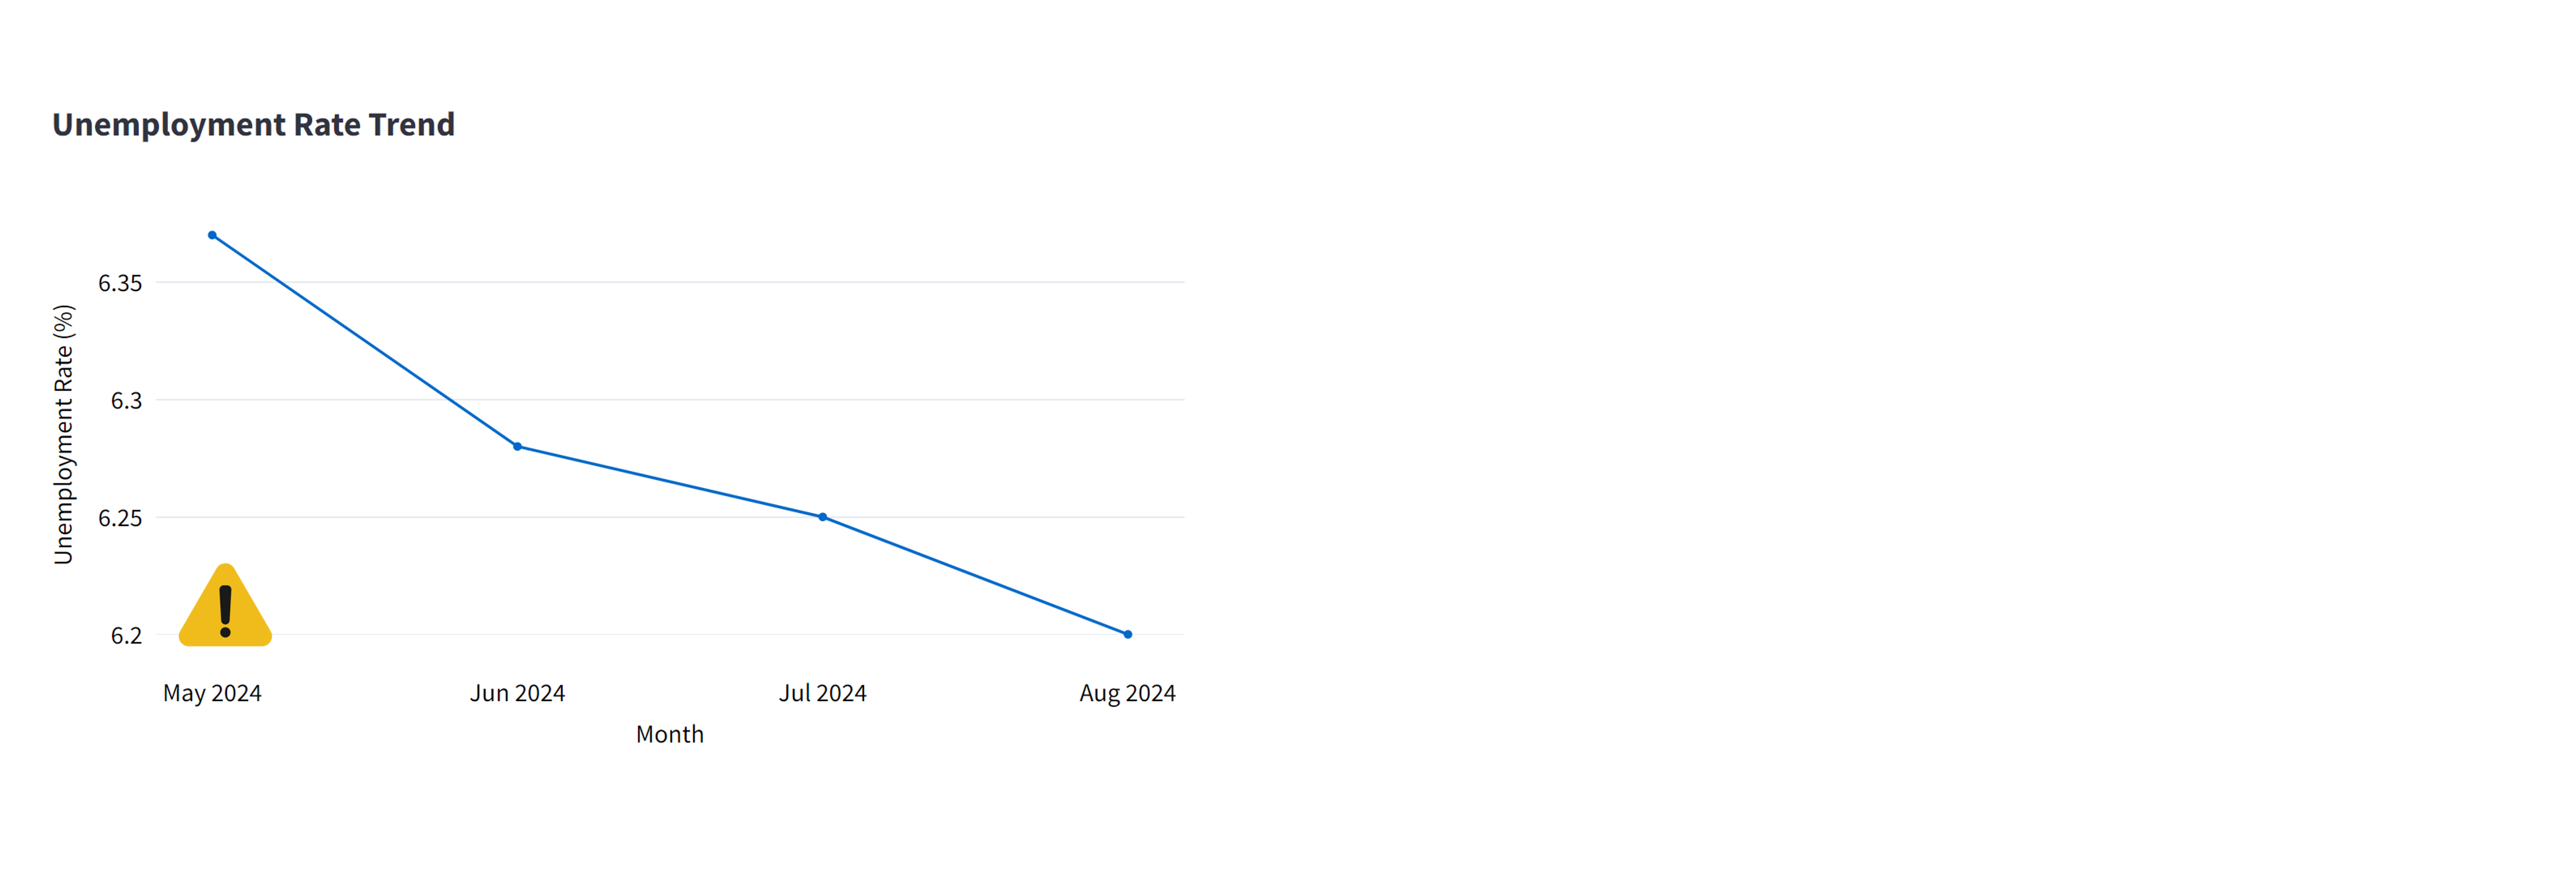 Unemployment Rate Trend
Unemployment Rate (%)
6.35
6.3
6.25
6.2
May 2024 Jun 2024 Jul 2024 Aug 2024
Month